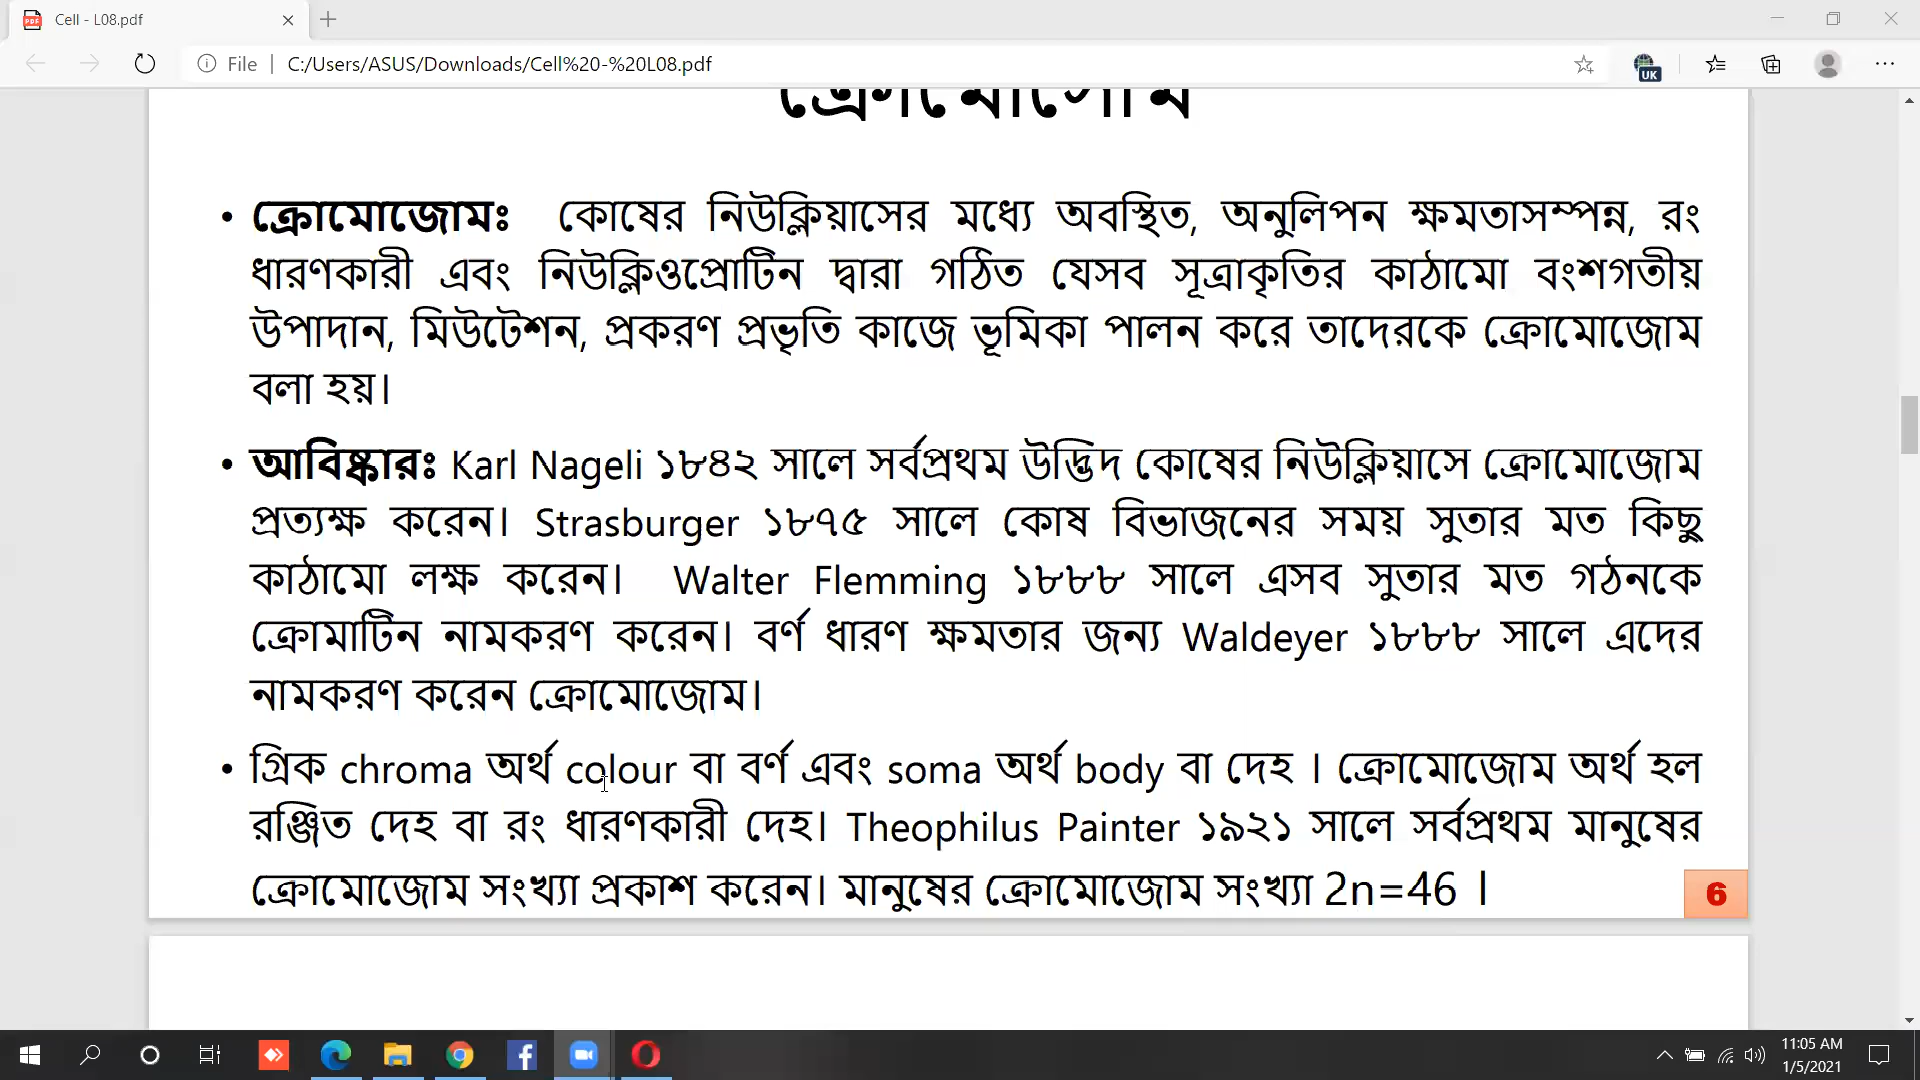 Cell - L08.pdf
File
C:/Users/ASUS/Downloads/Cell%20-%20L08.pdf
UK
ক্রোমোসোম
• ক্রোমোজোমঃ কোষের নিউক্লিয়াসের মধ্যে অবস্থিত, অনুলিপন ক্ষমতাসম্পন্ন, রং
ধারণকারী এবং নিউক্লিওপ্রোটিন দ্বারা গঠিত যেসব সূত্রাকৃতির কাঠামো বংশগতীয়
উপাদান, মিউটেশন, প্রকরণ প্রভৃতি কাজে ভূমিকা পালন করে তাদেরকে ক্রোমোজোম
বলা হয়।
• আবিষ্কারঃ Karl Nageli ১৮৪২ সালে সর্বপ্রথম উদ্ভিদ কোষের নিউক্লিয়াসে ক্রোমোজোম
প্রত্যক্ষ করেন। Strasburger ১৮৭৫ সালে কোষ বিভাজনের সময় সুতার মত কিছু
কাঠামো লক্ষ করেন। Walter Flemming ১৮৮৮ সালে এসব সুতার মত গঠনকে
ক্রোমাটিন নামকরণ করেন। বর্ণ ধারণ ক্ষমতার জন্য Waldeyer ১৮৮৮ সালে এদের
নামকরণ করেন ক্রোমোজোম।
• গ্রিক chroma অর্থ colour বা বর্ণ এবং soma অর্থ body বা দেহ । ক্রোমোজোম অর্থ হল
রঞ্জিত দেহ বা রং ধারণকারী দেহ। Theophilus Painter ১৯২১ সালে সর্বপ্রথম মানুষের
ক্রোমোজোম সংখ্যা প্রকাশ করেন। মানুষের ক্রোমোজোম সংখ্যা 2n=46 ।
6
11:05 AM
1/5/2021